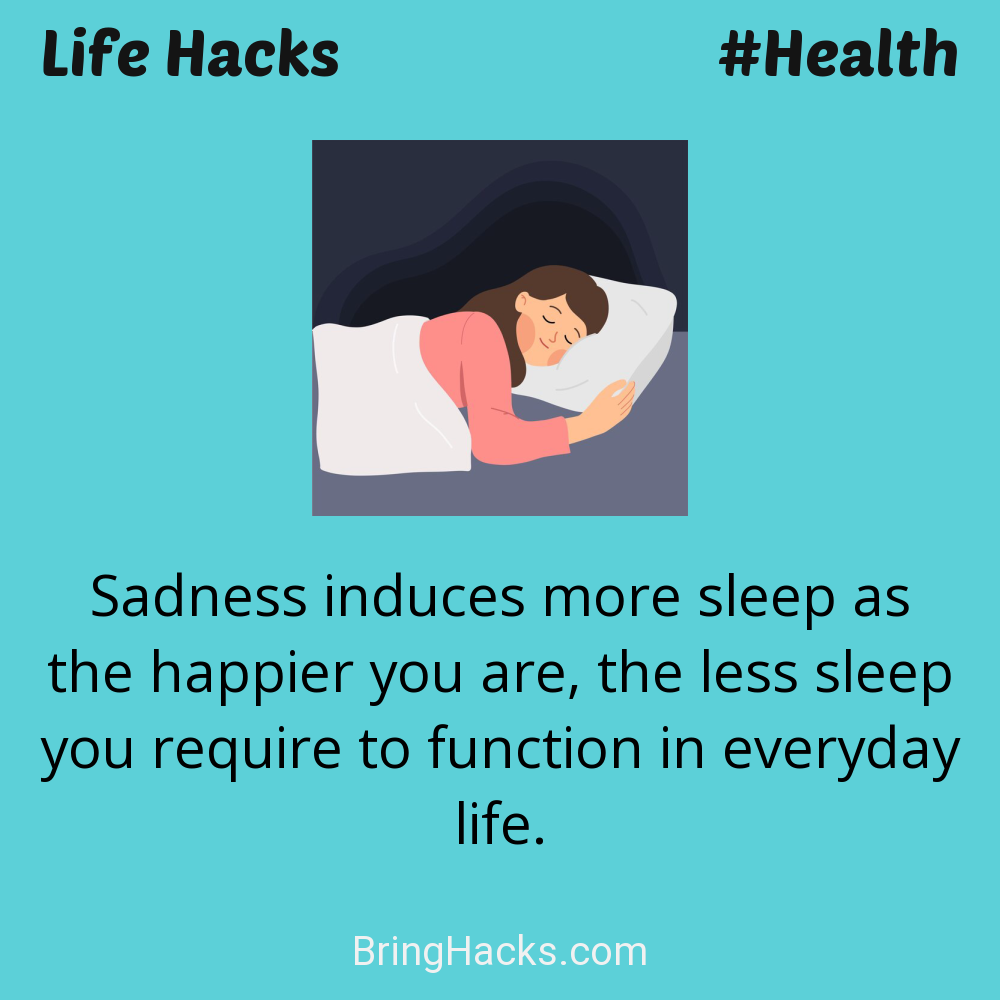 Life Hacks
#Health
Sadness induces more sleep as
the happier you are, the less sleep
you require to function in everyday
life.
BringHacks.com